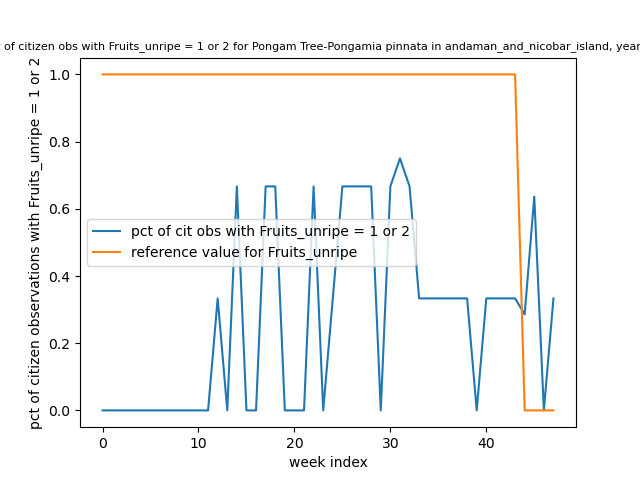 of citizen obs with Fruits_unripe = 1 or 2 for Pongam Tree-Pongamia pinnata in andaman_and_nicobar_island, year
pct of citizen observations with Fruits_unripe = 1 or 2
1.0
0.8
0.6
0.4
0.2
0.0
pct of cit obs with Fruits_unripe = 1 or 2
reference value for Fruits_unripe
0 10 20 30 40
week index